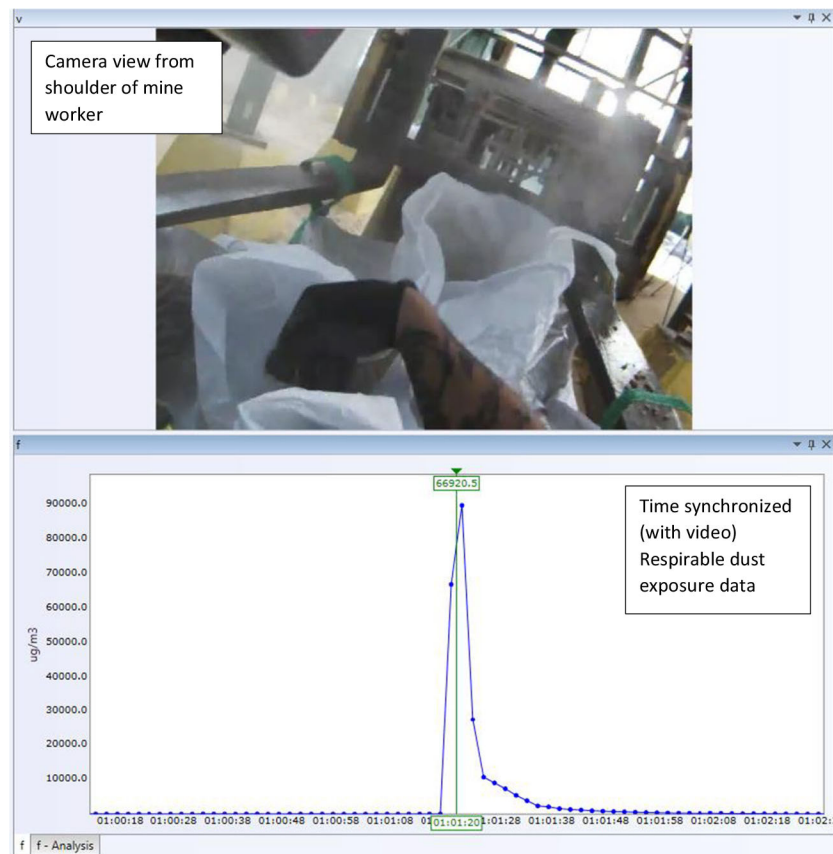 v
Camera view from
shoulder of mine
worker
f
66920.5
Time synchronized
(with video)
Respirable dust
exposure data
90000.0
80000.0
70000.0
60000.0
50000.0
40000.0
30000.0
20000.0
10000.0
ug/m3
01:00:18 01:00:28 01:00:38 01:00:48 01:00:58 01:01:08 01:01:20 01:01:28 01:01:38 01:01:48 01:01:58 01:02:08 01:02:18
f f - Analysis